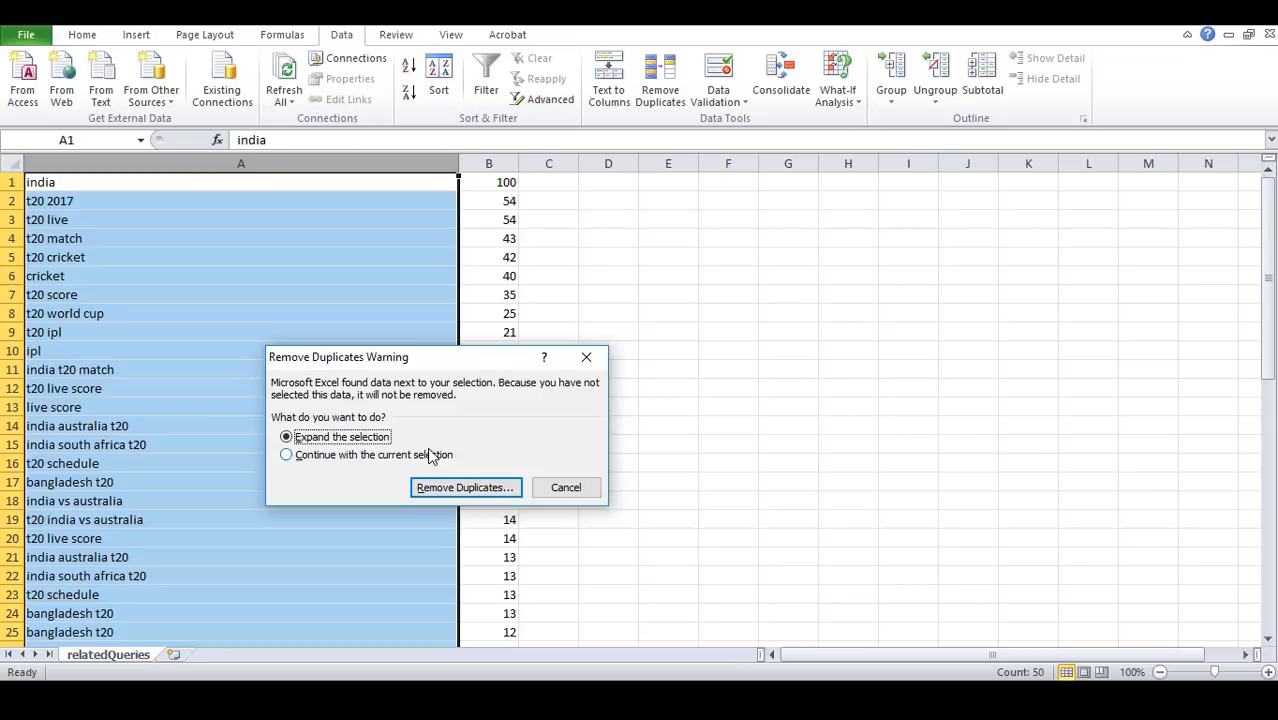 File Home Insert Page Layout Formulas Data Review View Acrobat
From Access
From Web
From Text
From Other Sources
Existing Connections
Get External Data
Refresh All
Connections
Properties
Edit Links
Connections
Sort
Filter
Clear
Reapply
Advanced
Sort & Filter
Text to Columns
Remove Duplicates
Data Validation
Consolidate
What-If Analysis
Data Tools
Group
Ungroup
Subtotal
Show Detail
Hide Detail
Outline
A1 fx india
A B C D E F G H I J K L M N
1 india 100
2 t20 2017 54
3 t20 live 54
4 t20 match 43
5 t20 cricket 42
6 cricket 40
7 t20 score 35
8 t20 world cup 25
9 t20 ipl 21
10 ipl
11 india t20 match
12 t20 live score
13 live score
14 india australia t20
15 india south africa t20
16 t20 schedule
17 bangladesh t20
18 india vs australia
19 t20 india vs australia 14
20 t20 live score 14
21 india australia t20 13
22 india south africa t20 13
23 t20 schedule 13
24 bangladesh t20 13
25 bangladesh t20 12
Remove Duplicates Warning ?
Microsoft Excel found data next to your selection. Because you have not
selected this data, it will not be removed.
What do you want to do?
Expand the selection
Continue with the current selection
Remove Duplicates... Cancel
relatedQueries
Ready Count: 50 100%